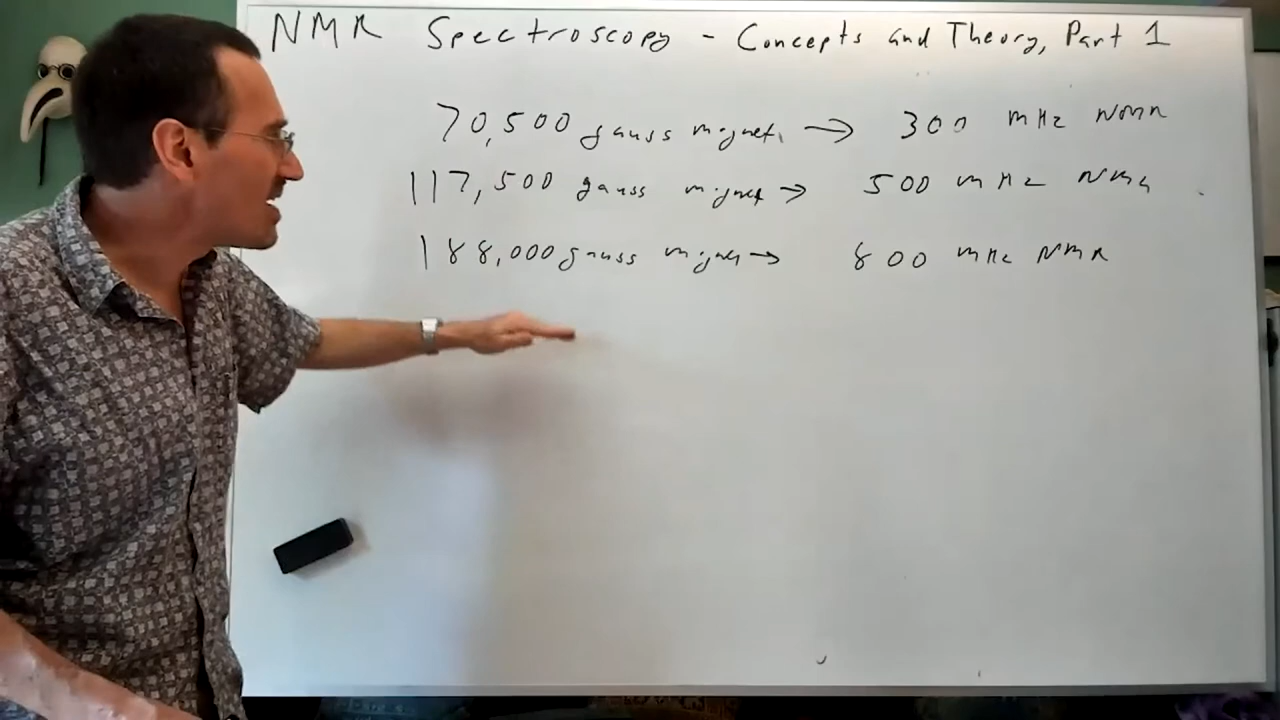 NMR Spectroscopy - Concepts and Theory, Part 1
70,500 gauss magnet → 300 mHz NMR
117,500 gauss magnet → 500 mHz NMR
188,000 gauss magnet → 800 mHz NMR